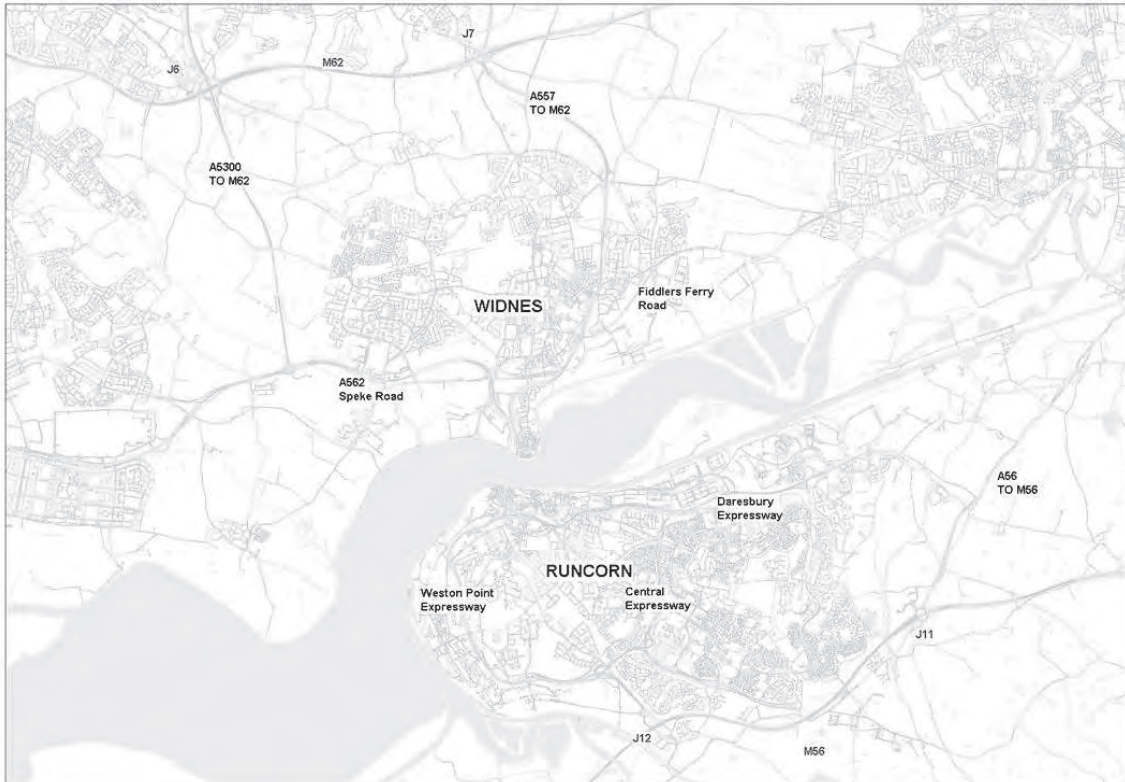 J7
J6
M62
A557
TO M62
A5300
TO M62
Fiddlers Ferry
Road
WIDNES
A562
Speke Road
A56
TO M56
Daresbury
Expressway
RUNCORN
Weston Point
Expressway
Central
Expressway
J11
J12
M56